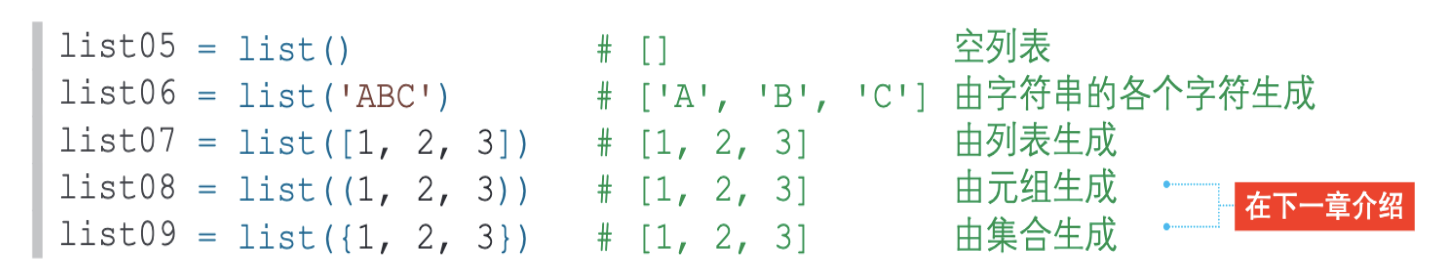 list05 = list() # [] 空列表
list06 = list('ABC') # ['A', 'B', 'C'] 由字符串的各个字符生成
list07 = list([1, 2, 3]) # [1, 2, 3] 由列表生成
list08 = list((1, 2, 3)) # [1, 2, 3] 由元组生成
在下一章介绍
list09 = list({1, 2, 3}) # [1, 2, 3] 由集合生成